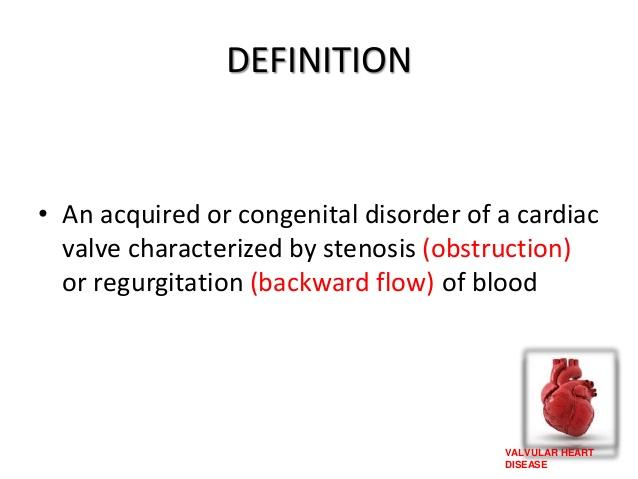 DEFINITION
• An acquired or congenital disorder of a cardiac
valve characterized by stenosis (obstruction)
or regurgitation (backward flow) of blood
VALVULAR HEART
DISEASE